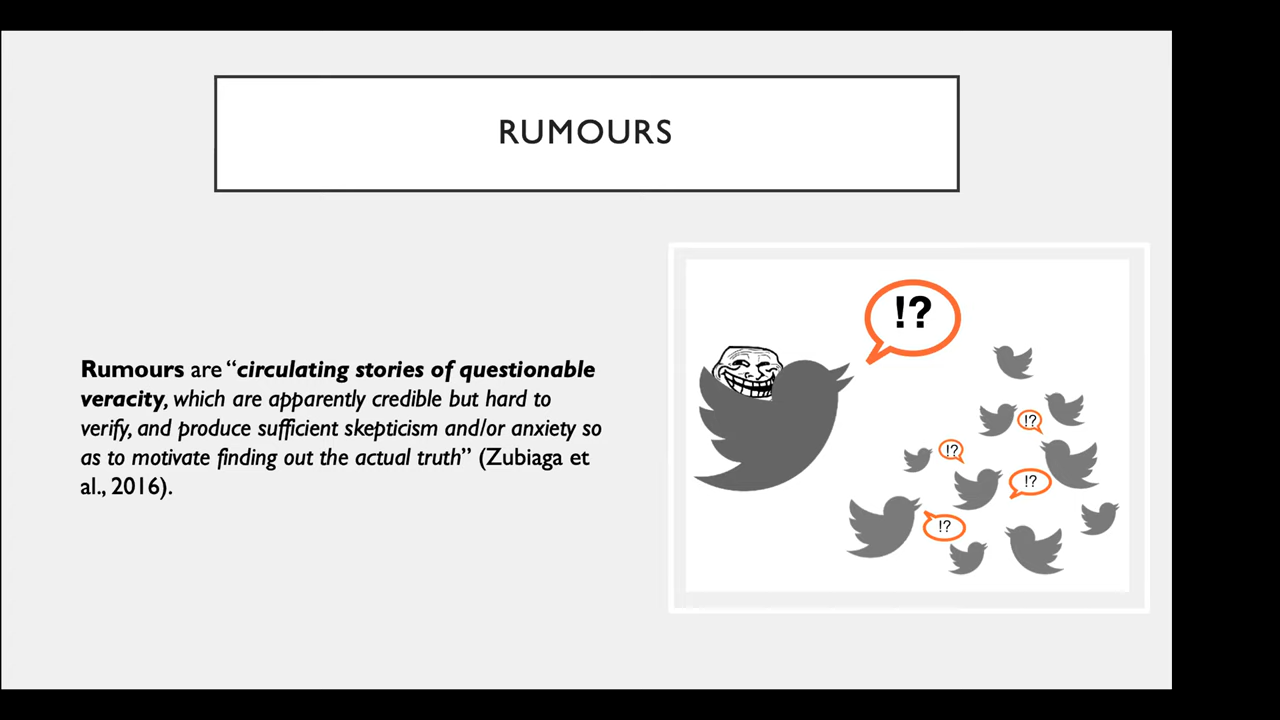 RUMOURS
Rumours are “circulating stories of questionable
veracity, which are apparently credible but hard to
verify, and produce sufficient skepticism and/or anxiety so
as to motivate finding out the actual truth” (Zubiaga et
al., 2016).
!?
!?
!?
!?
!?